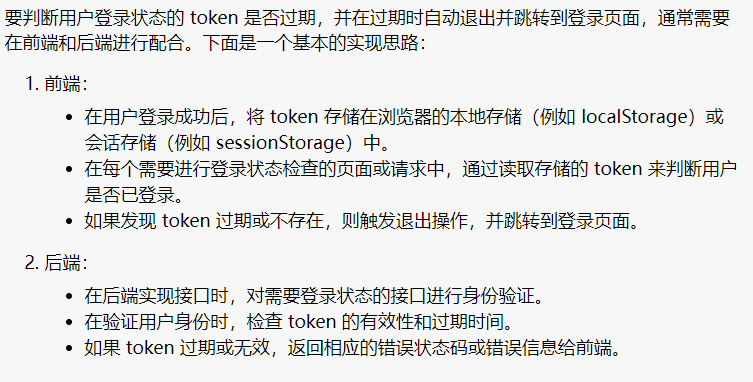 要判断用户登录状态的 token 是否过期，并在过期时自动退出并跳转到登录页面，通常需要
在前端和后端进行配合。下面是一个基本的实现思路：
1. 前端：
• 在用户登录成功后，将 token 存储在浏览器的本地存储（例如 localStorage）或
会话存储（例如 sessionStorage）中。
• 在每个需要进行登录状态检查的页面或请求中，通过读取存储的 token 来判断用户
是否已登录。
• 如果发现 token 过期或不存在，则触发退出操作，并跳转到登录页面。
2. 后端：
• 在后端实现接口时，对需要登录状态的接口进行身份验证。
• 在验证用户身份时，检查 token 的有效性和过期时间。
• 如果 token 过期或无效，返回相应的错误状态码或错误信息给前端。